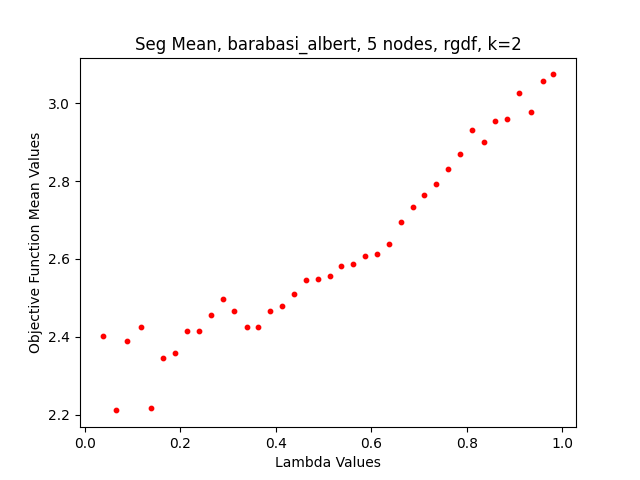 Seg Mean, barabasi_albert, 5 nodes, rgdf, k=2
Objective Function Mean Values
3.0
2.8
2.6
2.4
2.2
0.0 0.2 0.4 0.6 0.8 1.0
Lambda Values